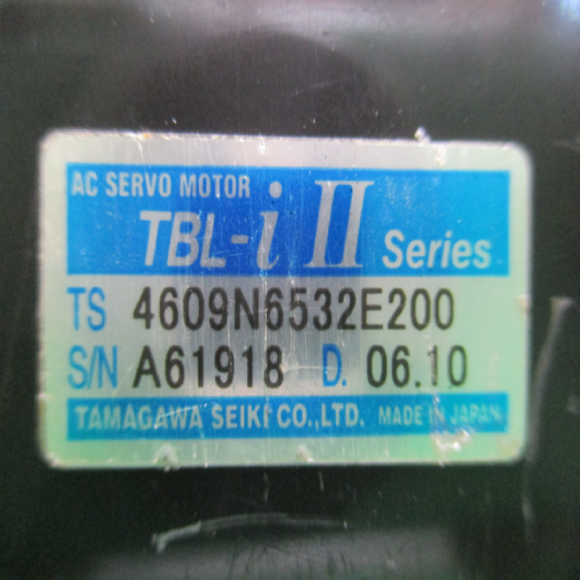 AC SERVO MOTOR
TBL-i II Series
TS 4609N6532E200
S/N A61918 D. 06.10
TAMAGAWA SEIKI CO.,LTD. MADE IN JAPAN